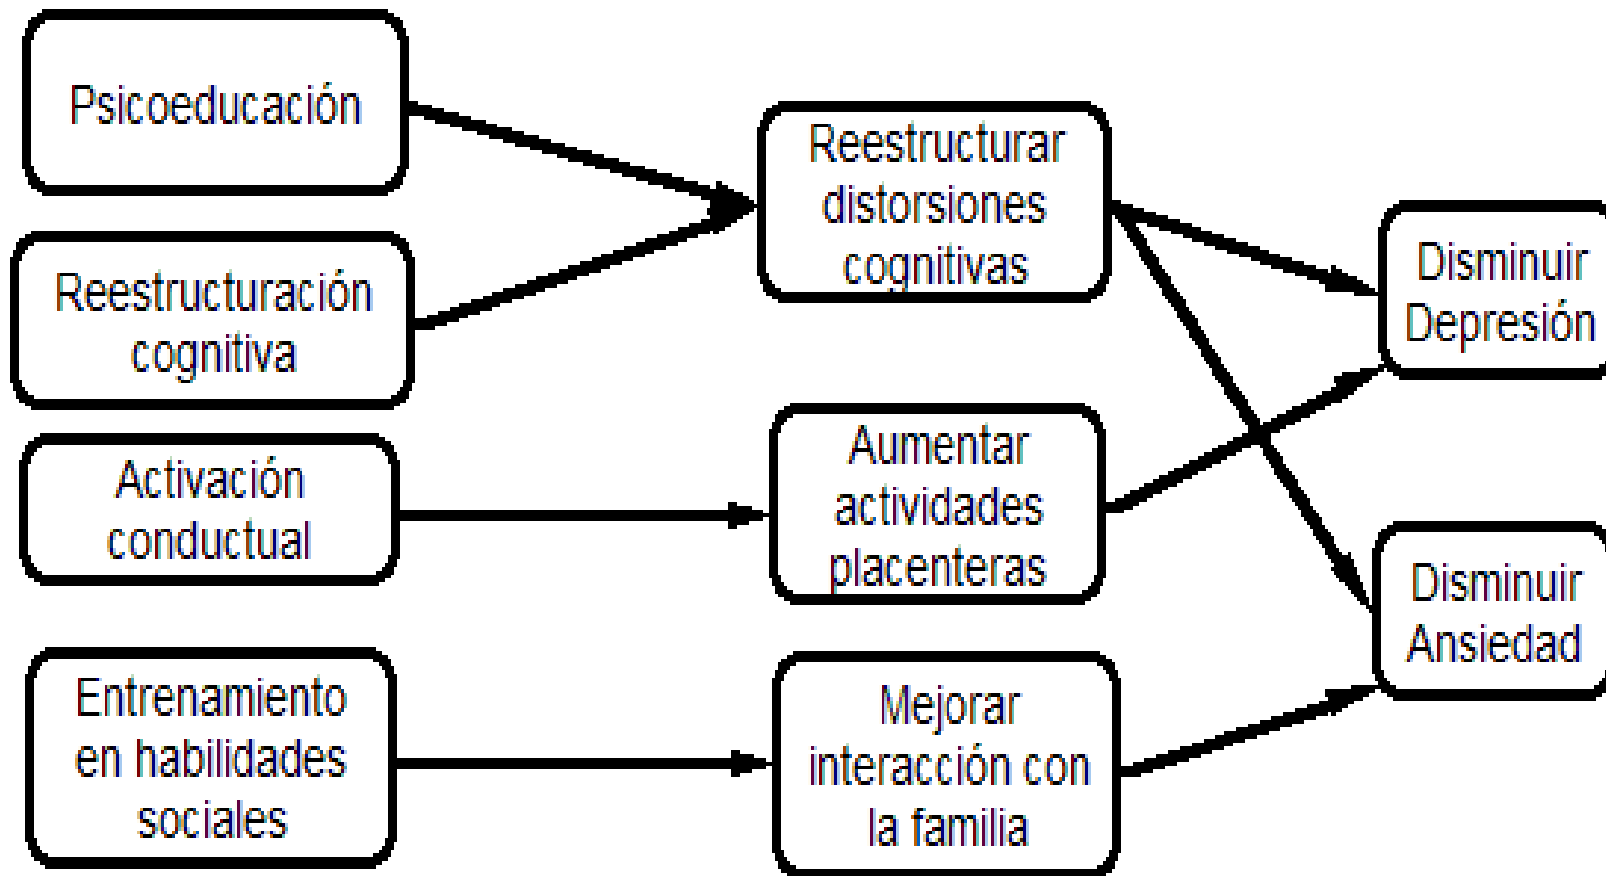 Psicoeducación
Reestructuración
cognitiva
Activación
conductual
Entrenamiento
en habilidades
sociales
Reestructurar
distorsiones
cognitivas
Aumentar
actividades
placenteras
Mejorar
interacción con
la familia
Disminuir
Depresión
Disminuir
Ansiedad